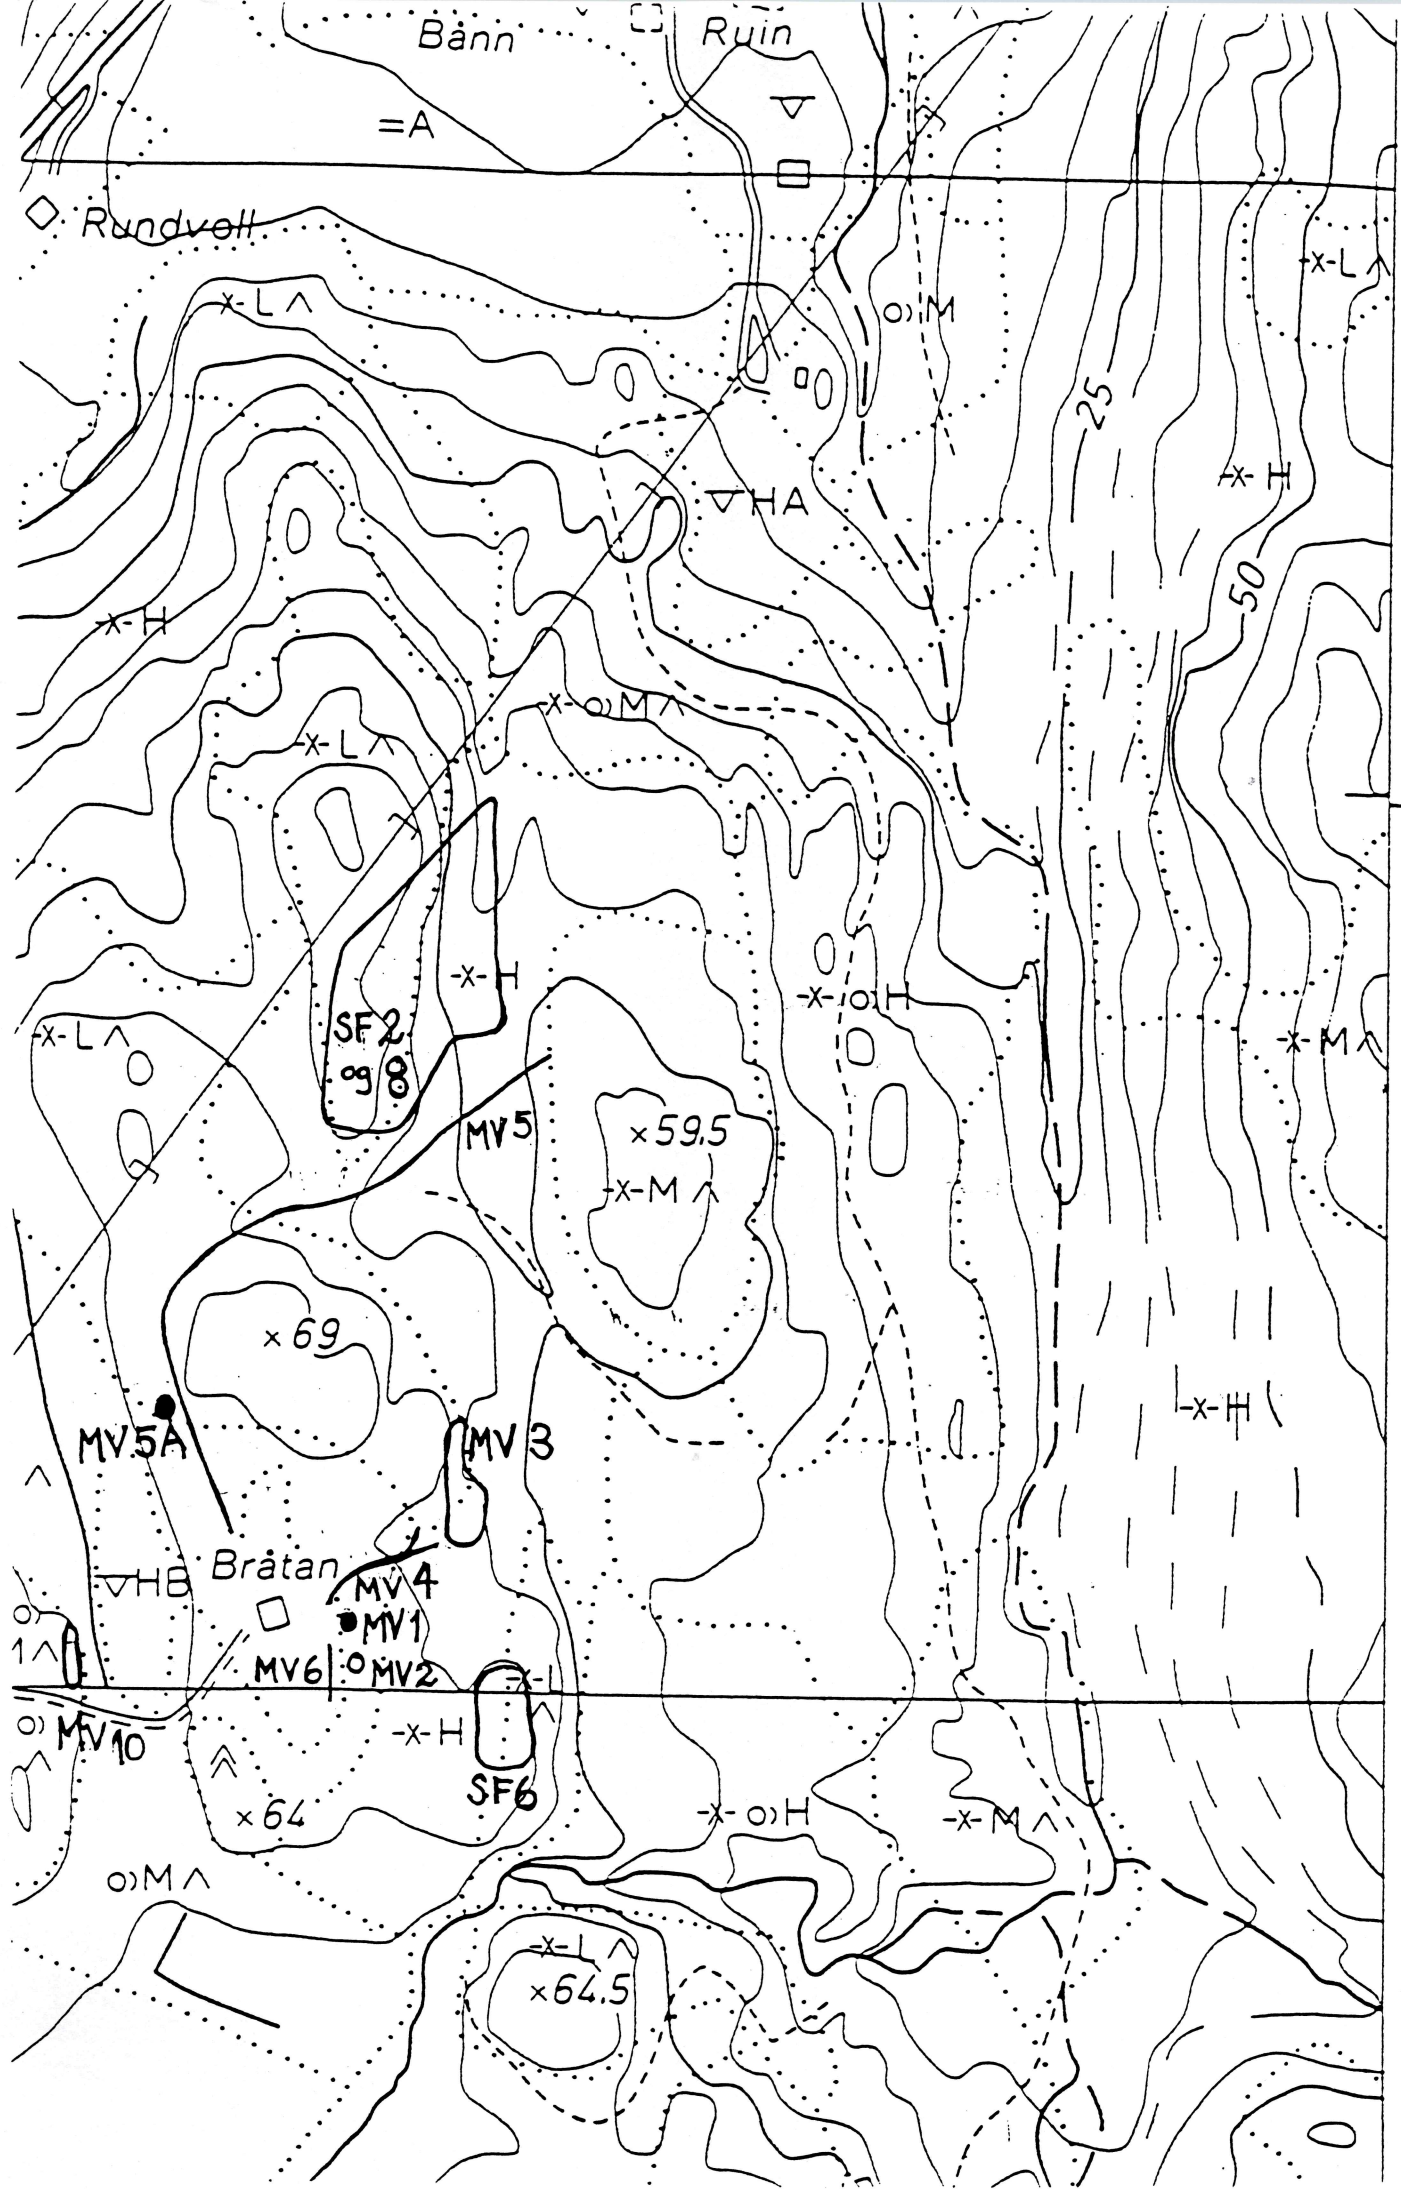 Bånn
Ruin
=A
Rundvoll
-X-L ^
-X-L ^
o)M
25
-X-H
HA
50
-X-H
-X-o)M ^
-X-L ^
-X-H
-X-o)H
SF2
og 8
-X-L ^
-X-M ^
MV5
×59.5
-X-M ^
×69
-X-H
MV5A
MV3
HB
Bråtan
MV4
MV1
MV6
MV2
1^
-X-L
MV10
-X-H
SF6
×64
-X-o)H
-X-M ^
o)M ^
-X-L ^
×64.5